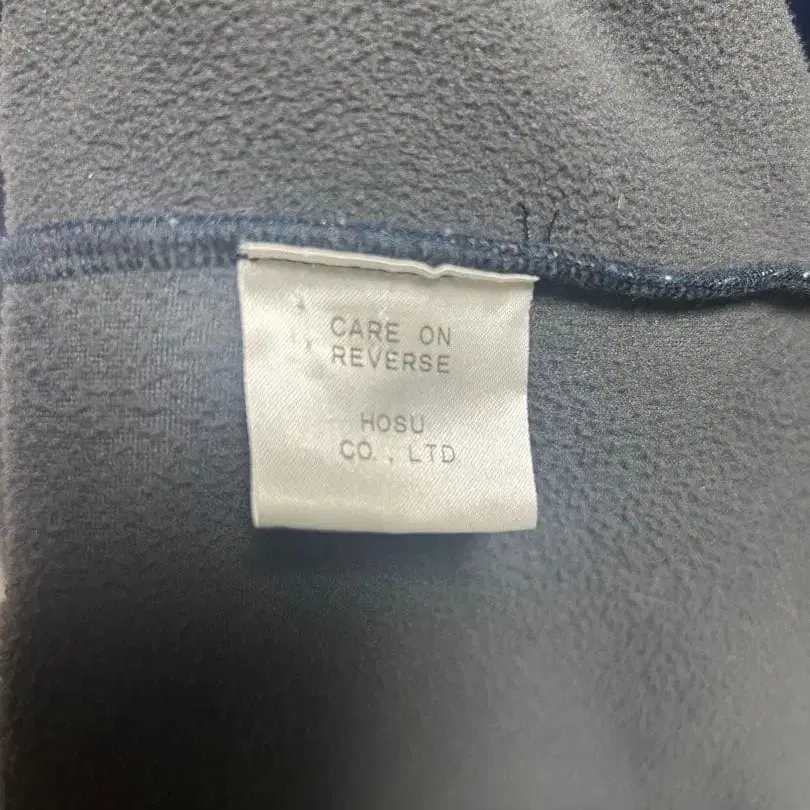 CARE ON
REVERSE
HOSU
CO., LTD